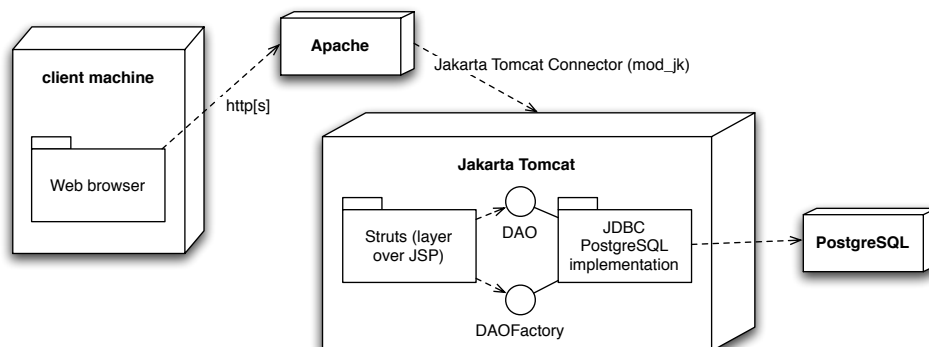 Apache
client machine
Jakarta Tomcat Connector (mod_jk)
http[s]
Web browser
Jakarta Tomcat
Struts (layer
over JSP)
DAO
JDBC
PostgreSQL
implementation
PostgreSQL
DAOFactory